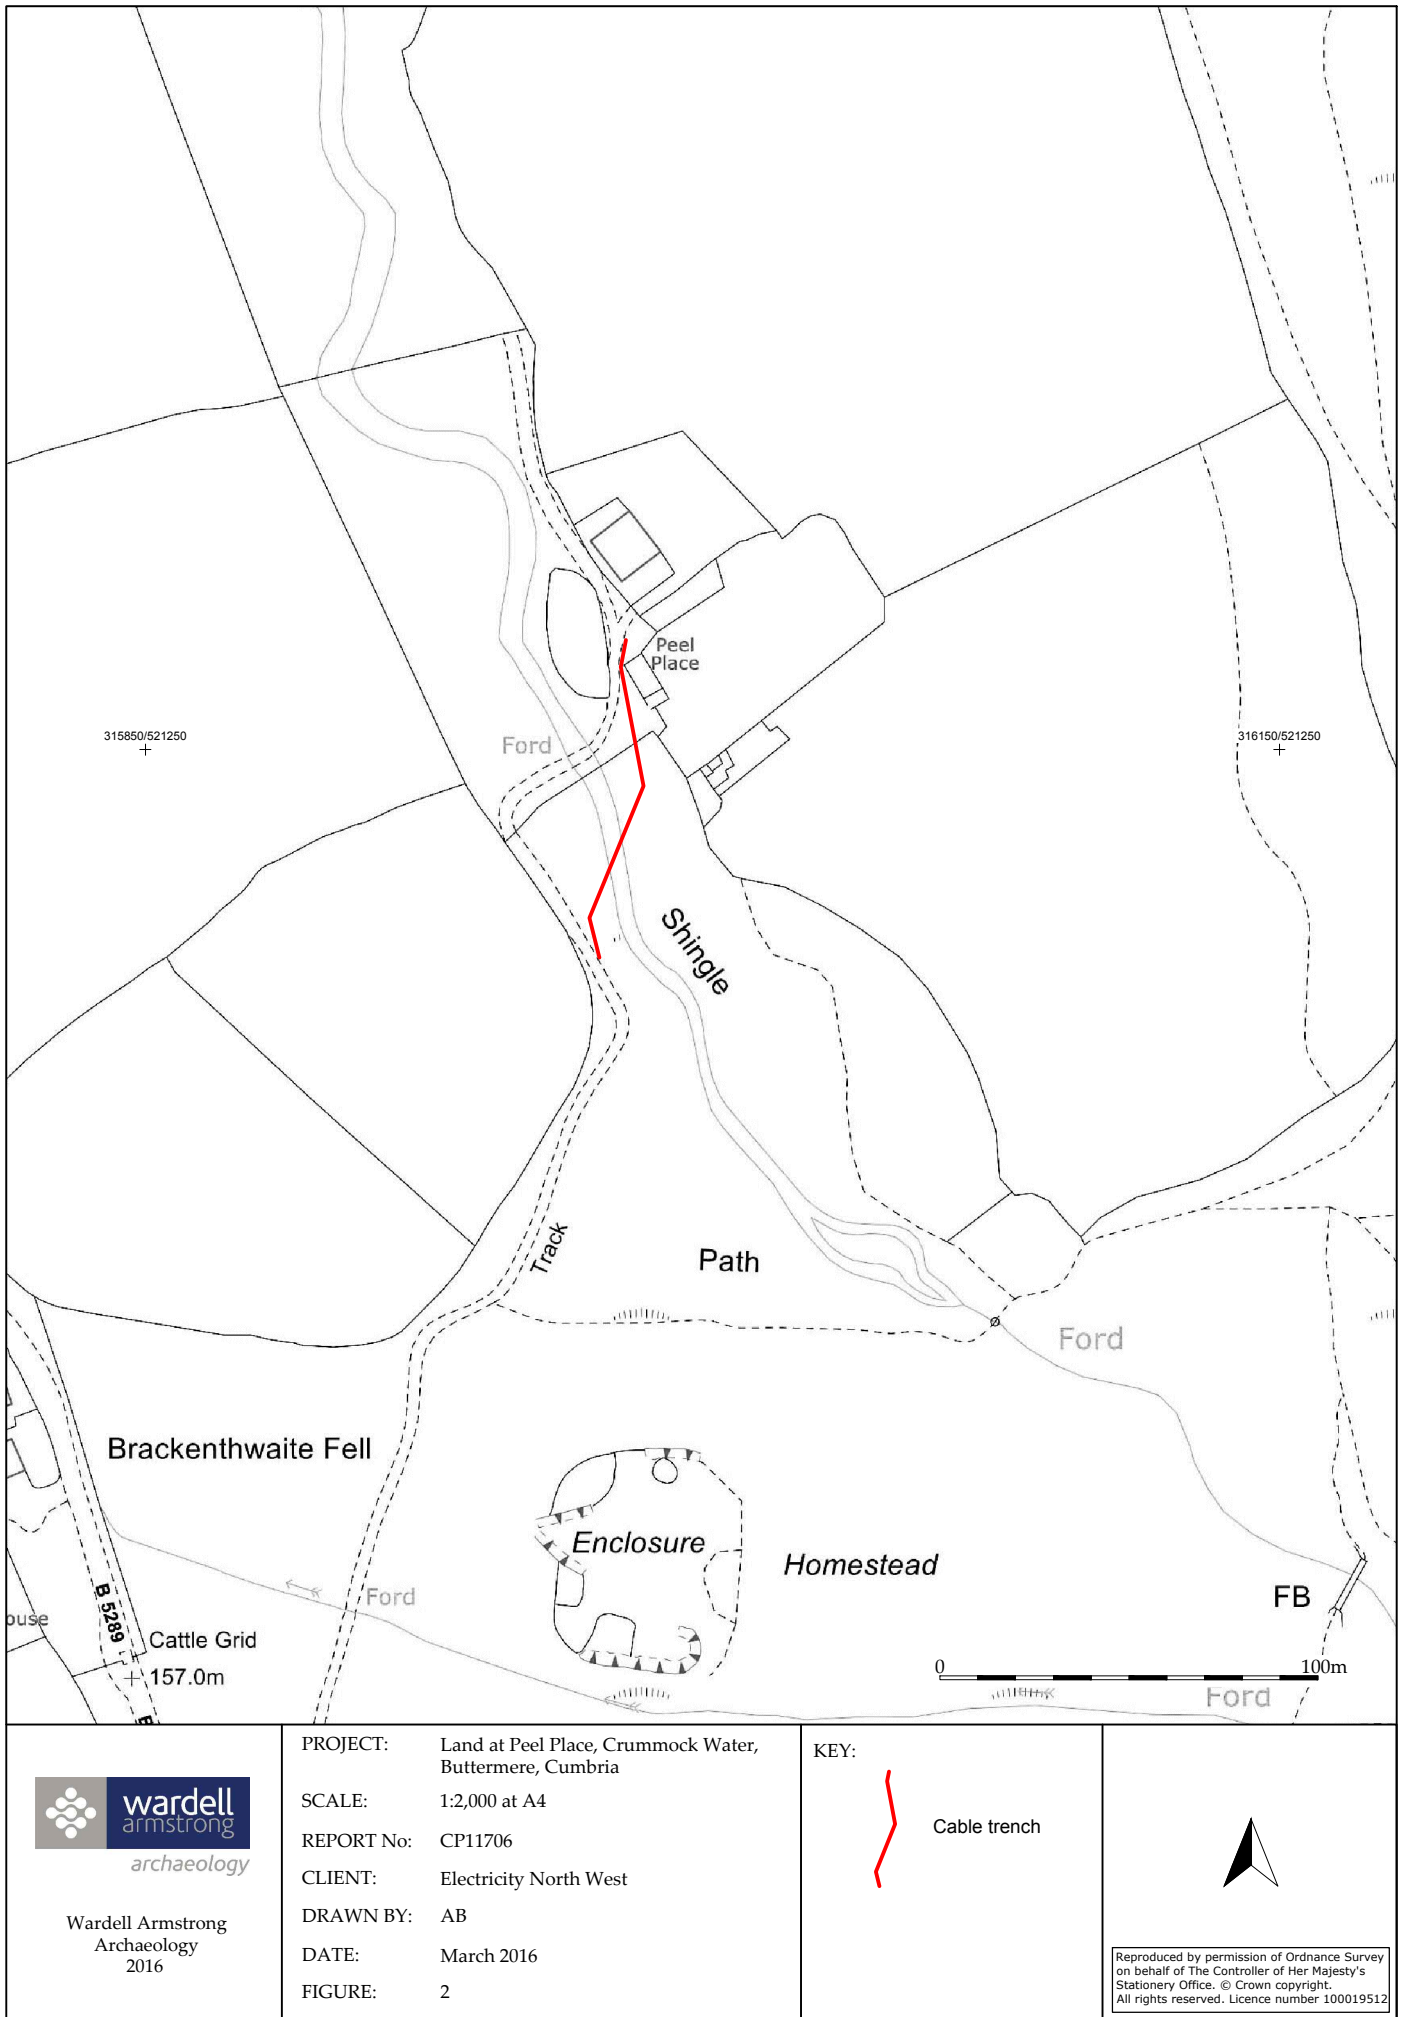 Peel
Place
315850/521250
316150/521250
Ford
Shingle
Track
Path
Ford
Brackenthwaite Fell
Enclosure
Homestead
Ford
FB
B 5289
ouse
Cattle Grid
157.0m
0 100m
Ford
B
wardell
armstrong
archaeology
Wardell Armstrong
Archaeology
2016
PROJECT: Land at Peel Place, Crummock Water,
Buttermere, Cumbria
SCALE: 1:2,000 at A4
REPORT No: CP11706
CLIENT: Electricity North West
DRAWN BY: AB
DATE: March 2016
FIGURE: 2
KEY:
Cable trench
Reproduced by permission of Ordnance Survey
on behalf of The Controller of Her Majesty's
Stationery Office. © Crown copyright.
All rights reserved. Licence number 100019512